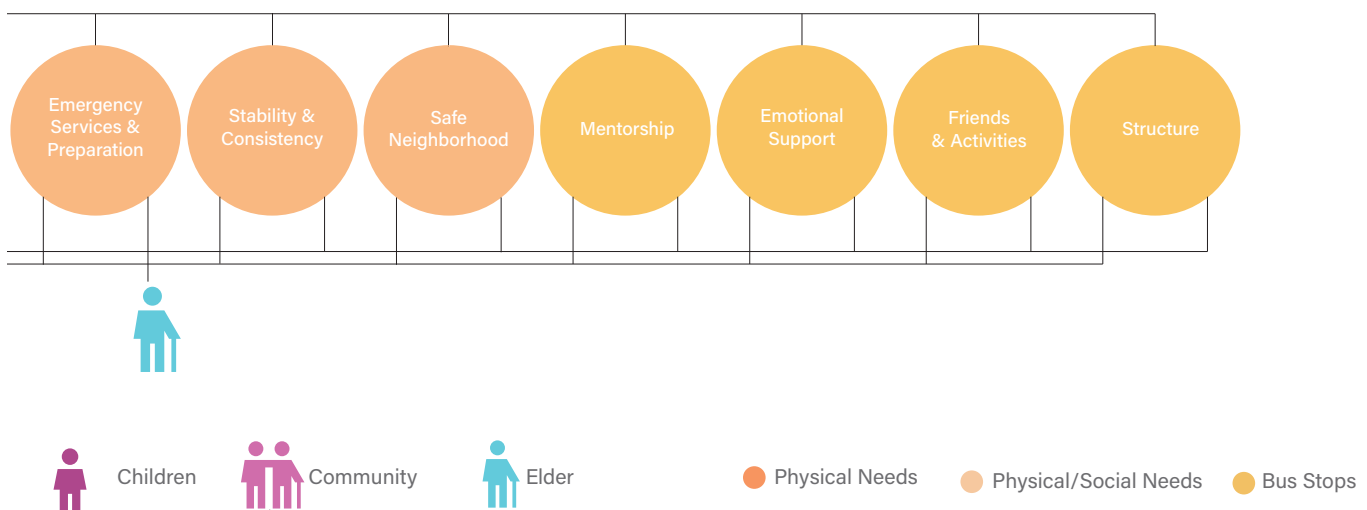 Emergency
Services &
Preparation
Stability &
Consistency
Safe
Neighborhood
Mentorship
Emotional
Support
Friends
& Activities
Structure
Children
Community
Elder
Physical Needs
Physical/Social Needs
Bus Stops